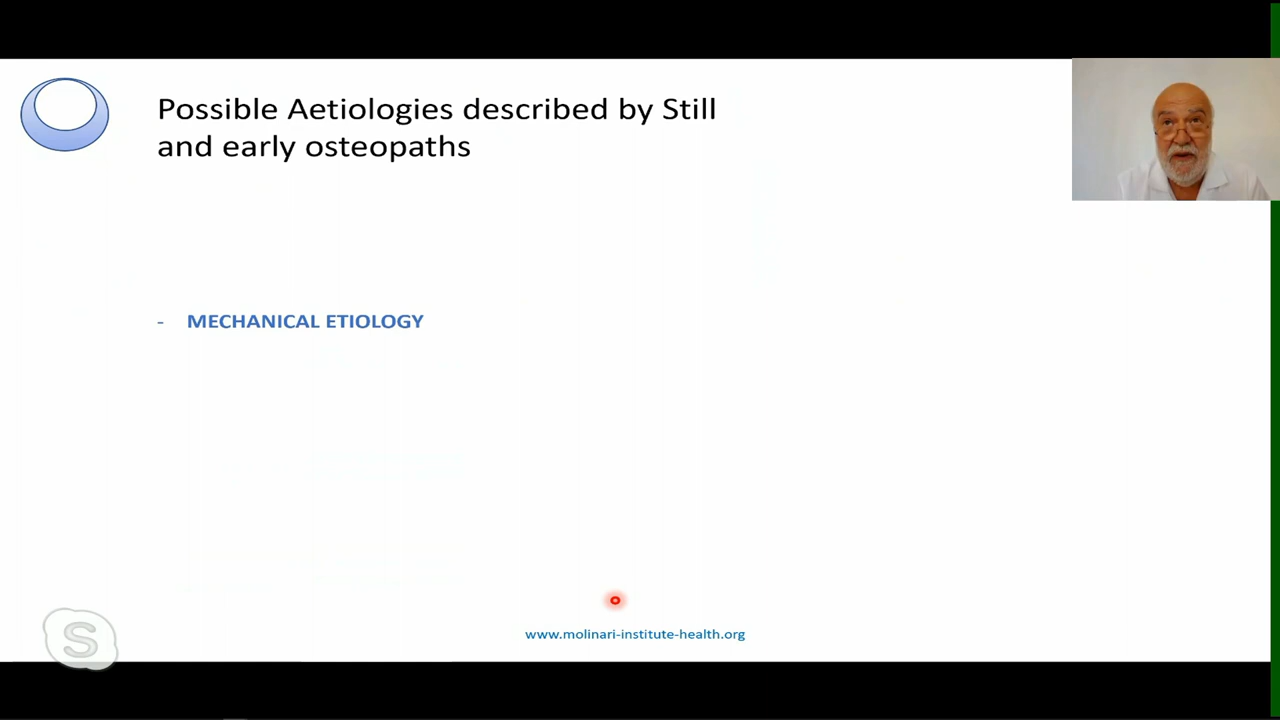 Possible Aetiologies described by Still
and early osteopaths
- MECHANICAL ETIOLOGY
www.molinari-institute-health.org
S